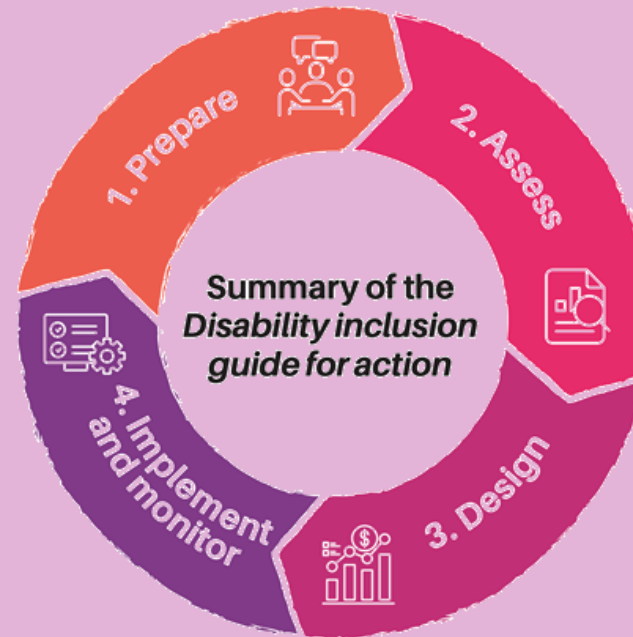 1. Prepare
2. Assess
Summary of the
Disability inclusion
guide for action
3. Design
4. Implement
and monitor